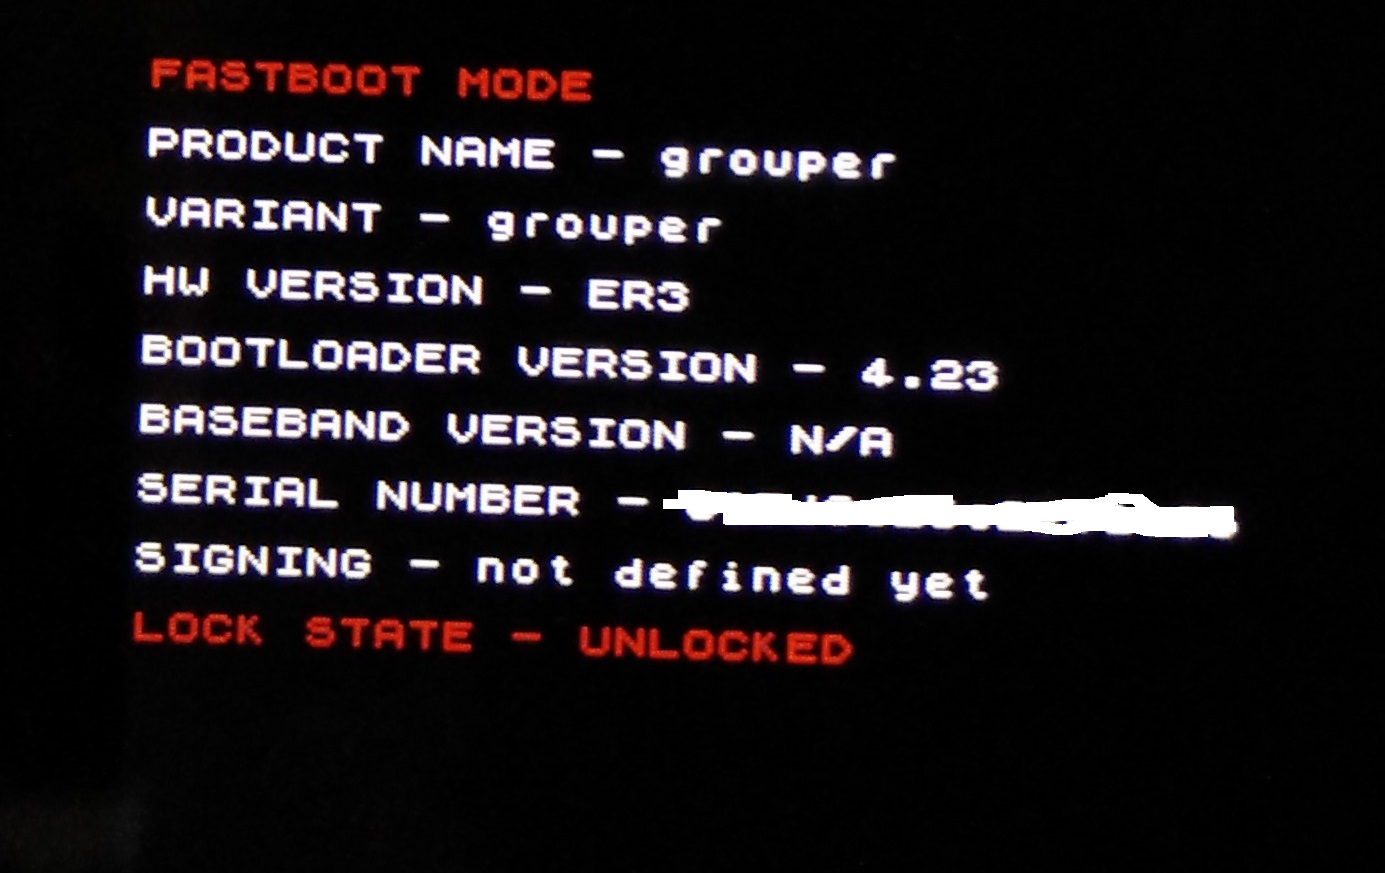 FASTBOOT MODE
PRODUCT NAME - grouper
VARIANT - grouper
HW VERSION - ER3
BOOTLOADER VERSION - 4.23
BASEBAND VERSION - N/A
SERIAL NUMBER -
SIGNING - not defined yet
LOCK STATE - UNLOCKED